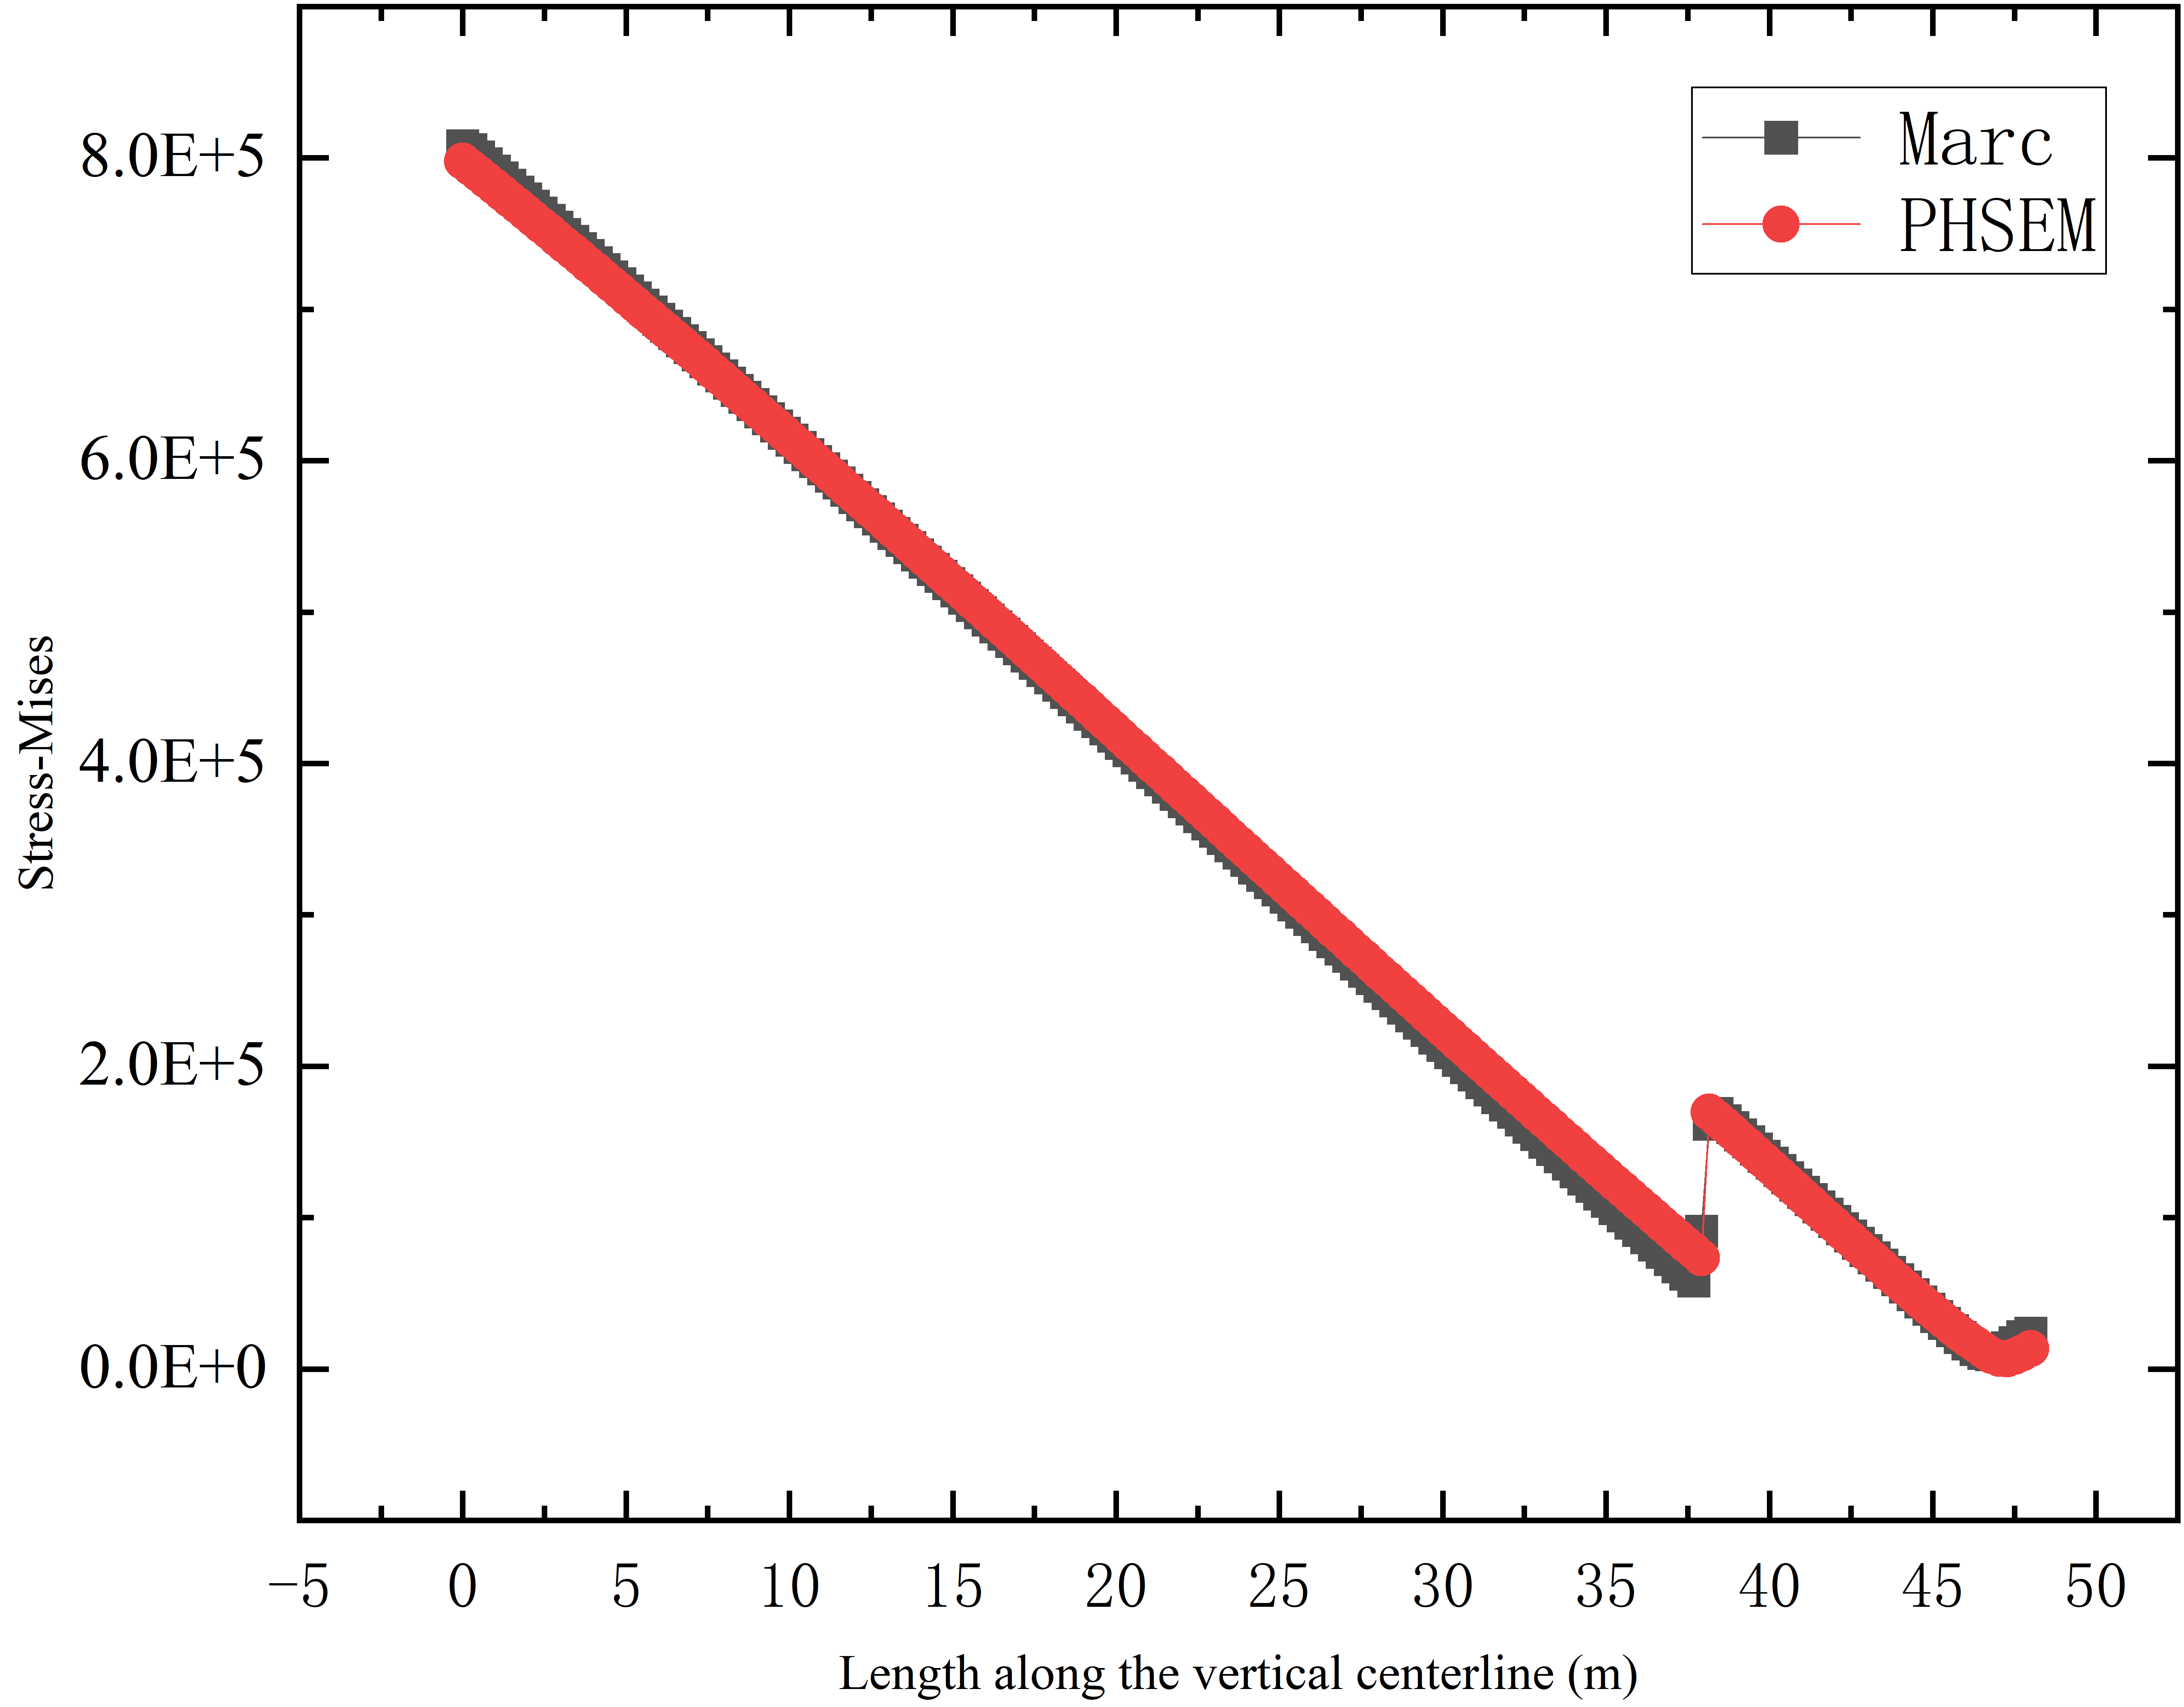 Marc
PHSEM
8.0E+5
6.0E+5
4.0E+5
2.0E+5
0.0E+0
Stress-Mises
-5 0 5 10 15 20 25 30 35 40 45 50
Length along the vertical centerline (m)